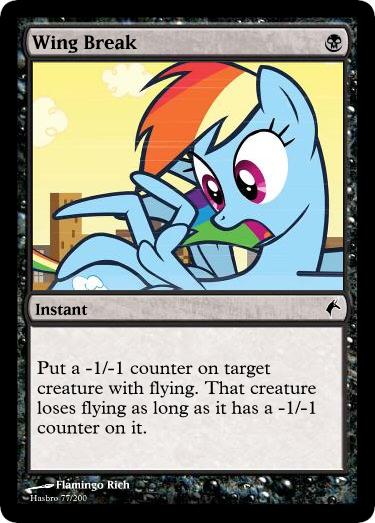 Wing Break
Instant
Put a -1/-1 counter on target
creature with flying. That creature
loses flying as long as it has a -1/-1
counter on it.
Flamingo Rich
Hasbro 77/200